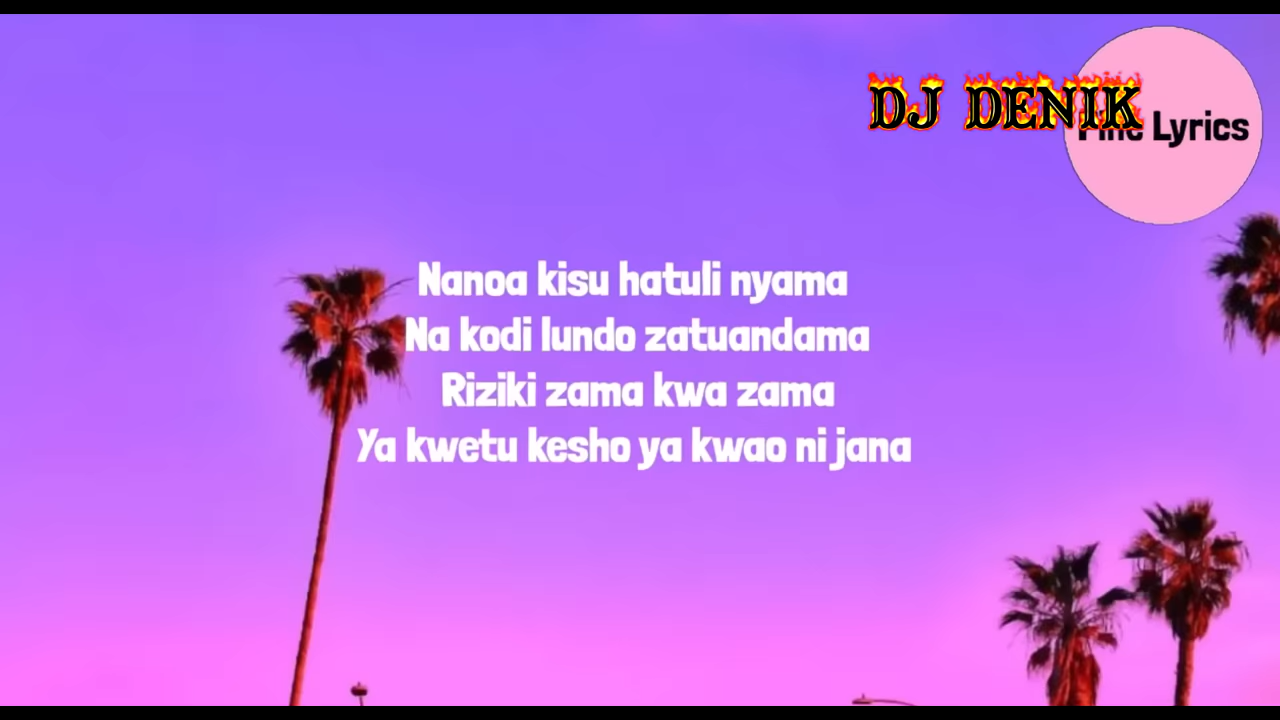 DJ DENIK
Lyrics
Nanoa kisu hatuli nyama
Na kodi lundo zatuandama
Riziki zama kwa zama
Ya kwetu kesho ya kwao ni jana